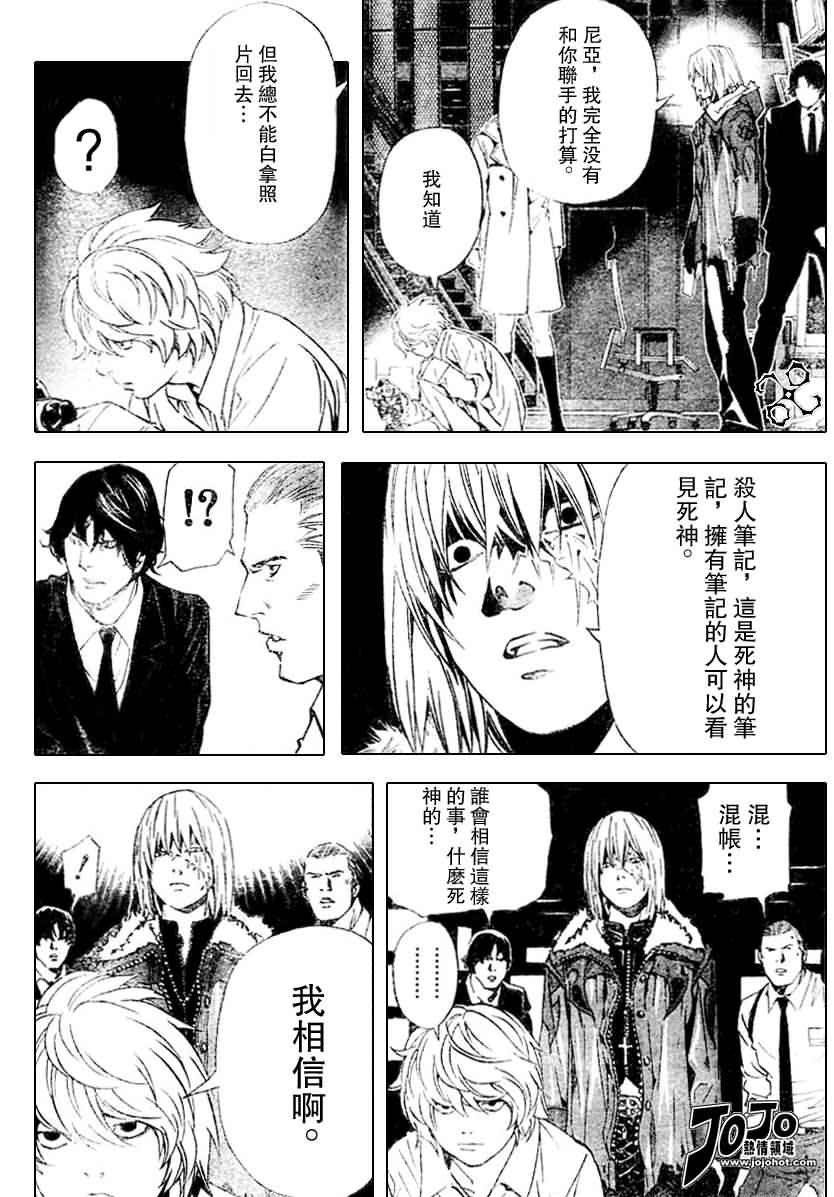 尼亞，我完全没有
和你聯手的打算。
我知道
但我總不能白拿照
片回去…
？
殺人筆記，這是死神的筆
記，擁有筆記的人可以看
見死神。
!?
混…
混帳…
誰會相信這樣
的事，什麽死
神的…
………
!
我相信啊。
JOJO
熱情領域
www.jojohot.com